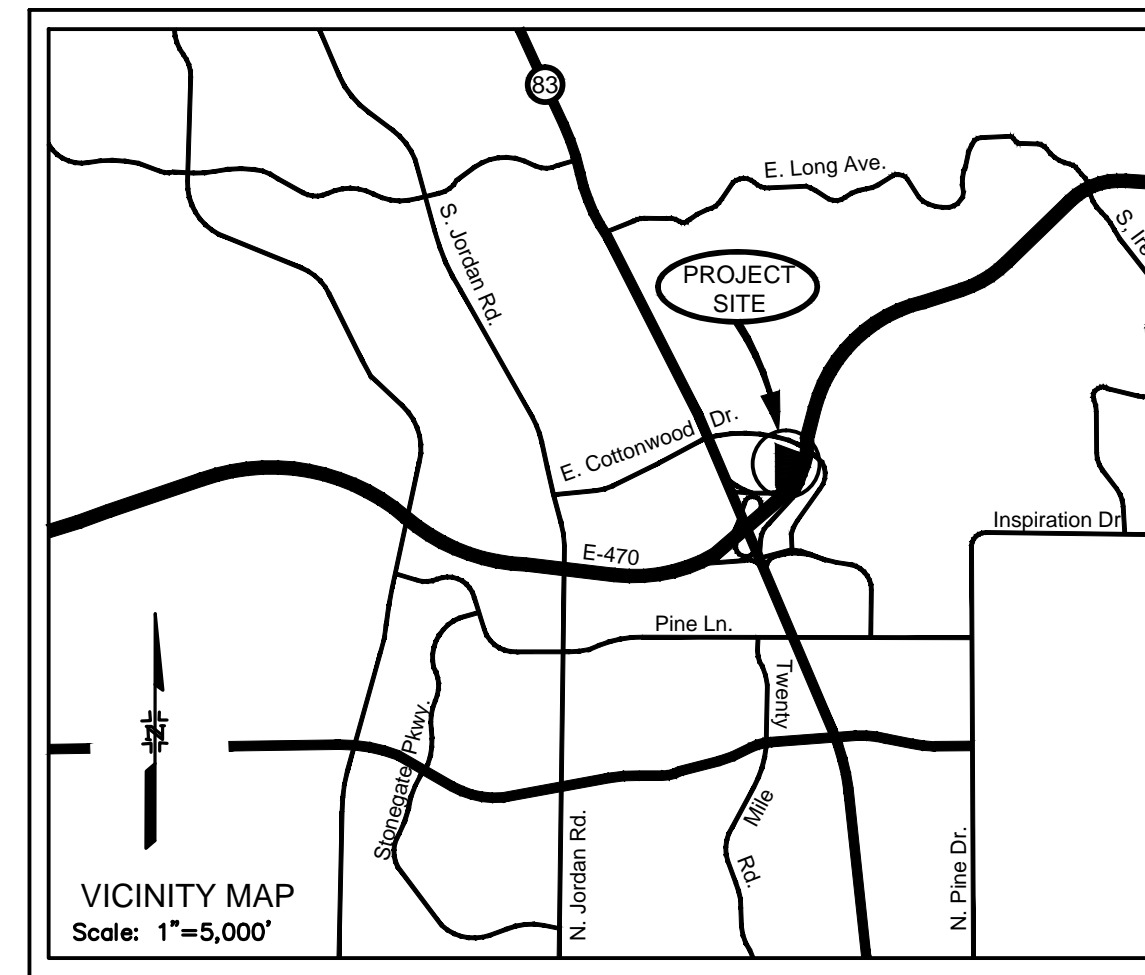 83
E. Long Ave.
S. Jordan Rd.
S, Ire
PROJECT
SITE
E. Cottonwood Dr.
Inspiration Dr
E-470
Pine Ln.
Twenty
Mile
Rd.
Stonegate Pkwy.
N. Jordan Rd.
N. Pine Dr.
N
VICINITY MAP
Scale: 1"=5,000'